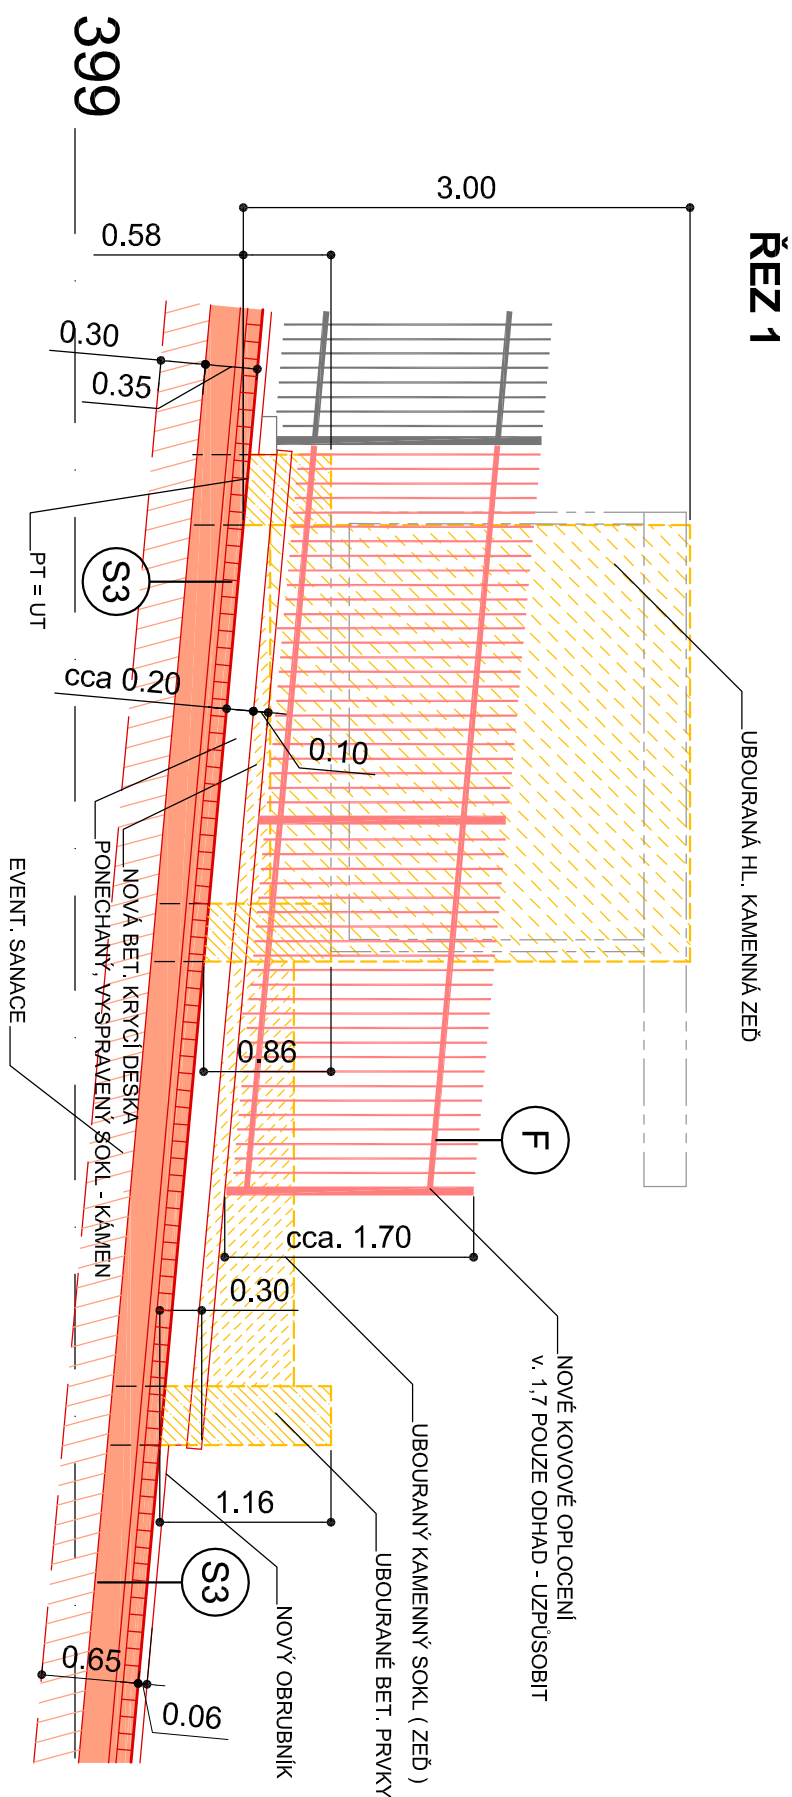 ŘEZ 1
399
3.00
0.58
0.30
0.35
PT = UT
S3
cca 0.20
0.10
UBOURANÁ HL. KAMENNÁ ZEĎ
NOVÁ BET. KRYCÍ DESKA
PONECHANÝ, VYSPRAVENÝ SOKL - KÁMEN
EVENT. SANACE
0.86
F
cca. 1.70
0.30
NOVÉ KOVOVÉ OPLOCENÍ
v. 1,7 POUZE ODHAD - UZPŮSOBIT
UBOURANÝ KAMENNÝ SOKL ( ZEĎ )
UBOURANÉ BET. PRVKY
1.16
S3
NOVÝ OBRUBNÍK
0.65
0.06